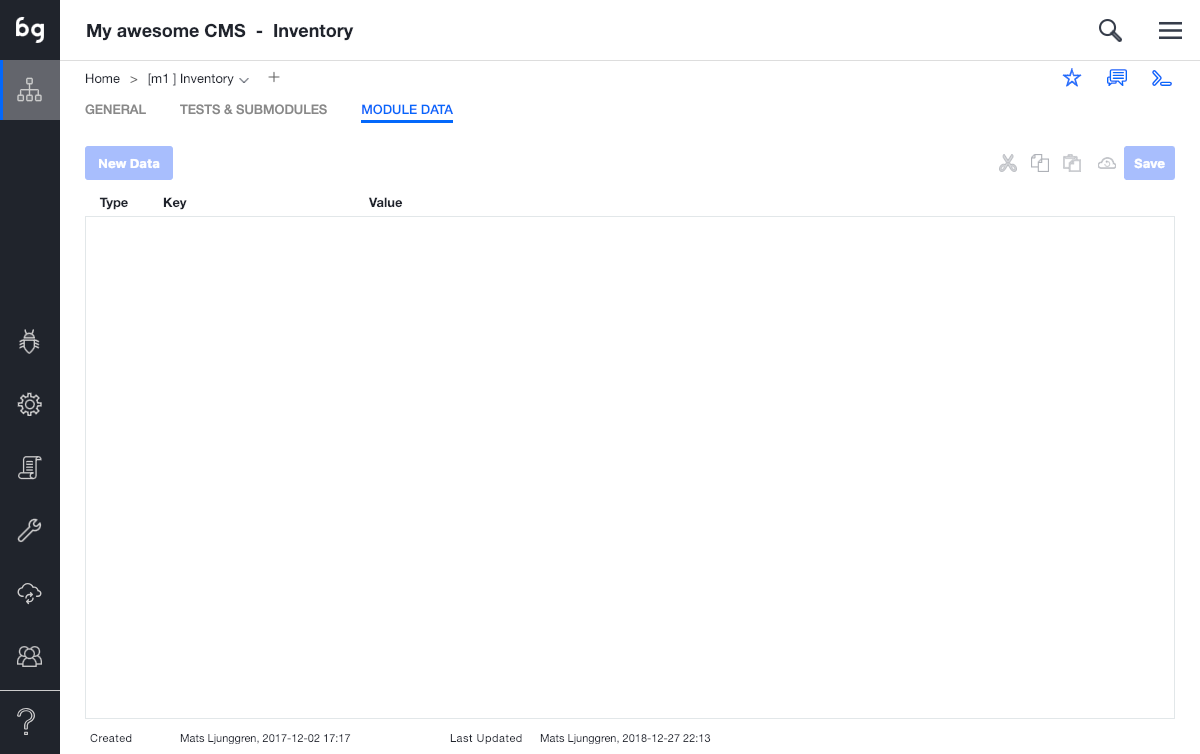 bg
My awesome CMS - Inventory
Home > [m1 ] Inventory +
GENERAL TESTS & SUBMODULES MODULE DATA
New Data Save
Type Key Value
Created Mats Ljunggren, 2017-12-02 17:17 Last Updated Mats Ljunggren, 2018-12-27 22:13